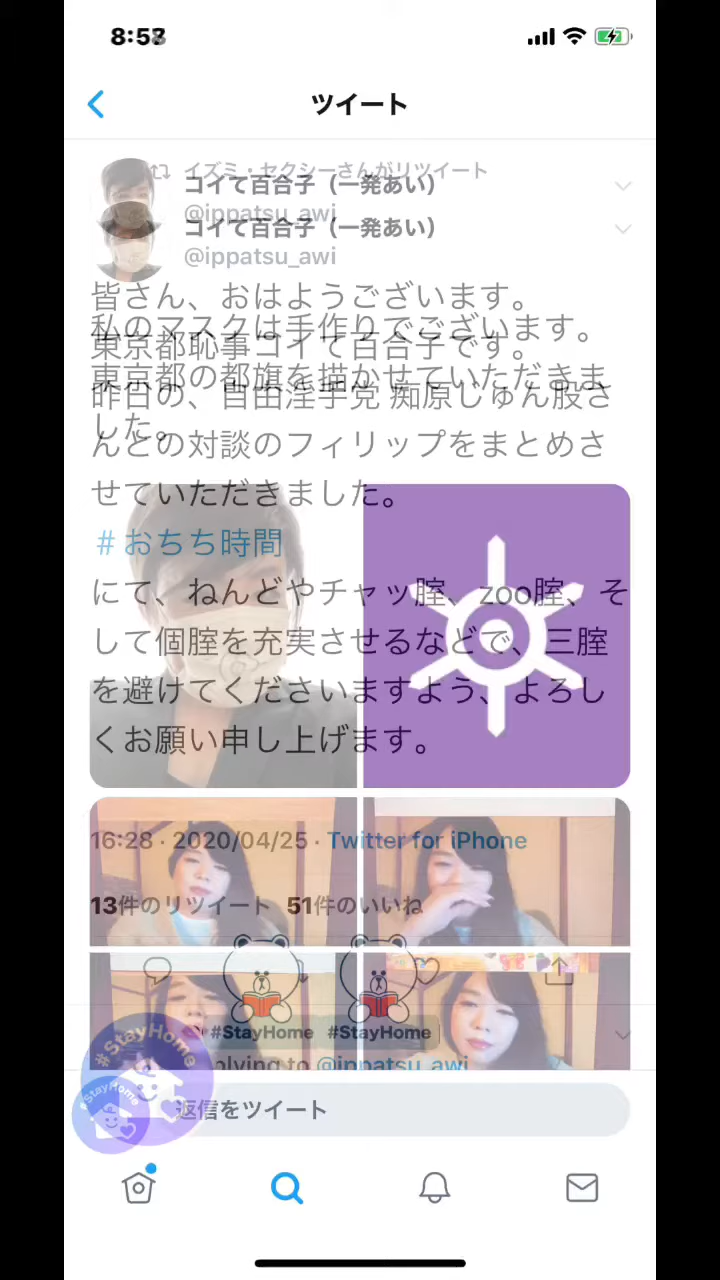 8:5
ツイート
イズミ・セクシーさんがリツイート
コイて百合子（一発あい）
@ippatsu_awi
コイて百合子（一発あい）
@ippatsu_awi
皆さん、おはようございます。
私のマスクは手作りでございます。
東京都恥事コイて百合子です。
東京都の都旗を描かせていただきま
昨日の、自由淫手党 痴原じゅん股さ
した。
んとの対談のフィリップをまとめさ
せていただきました。
#おちち時間
にて、ねんどやチャッ膣、zoo膣、そ
して個膣を充実させるなどで、三膣
を避けてくださいますよう、よろし
くお願い申し上げます。
16:28 · 2020/04/25 · Twitter for iPhone
13件のリツイート 51件のいいね
#StayHome #StayHome
#StayHome
plying to @ippatsu_awi
#StayHome
返信をツイート